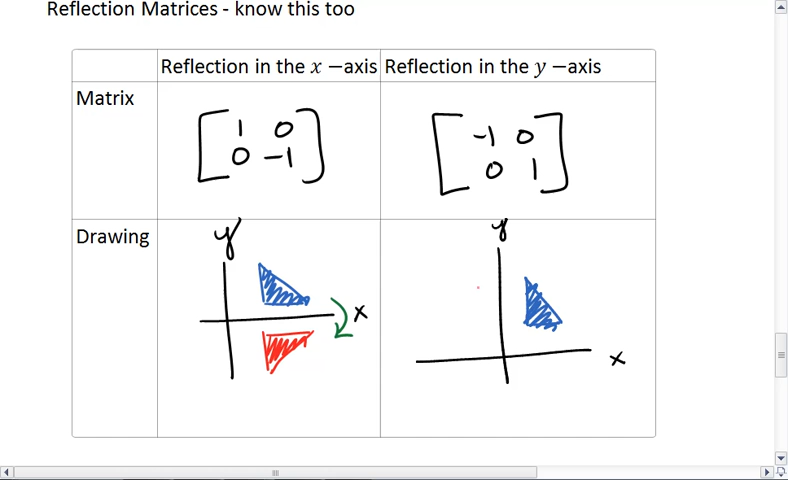 Reflection Matrices - know this too
Reflection in the x -axis Reflection in the y -axis
Matrix
1 0
0 -1
-1 0
0 1
Drawing
y
x
y
x